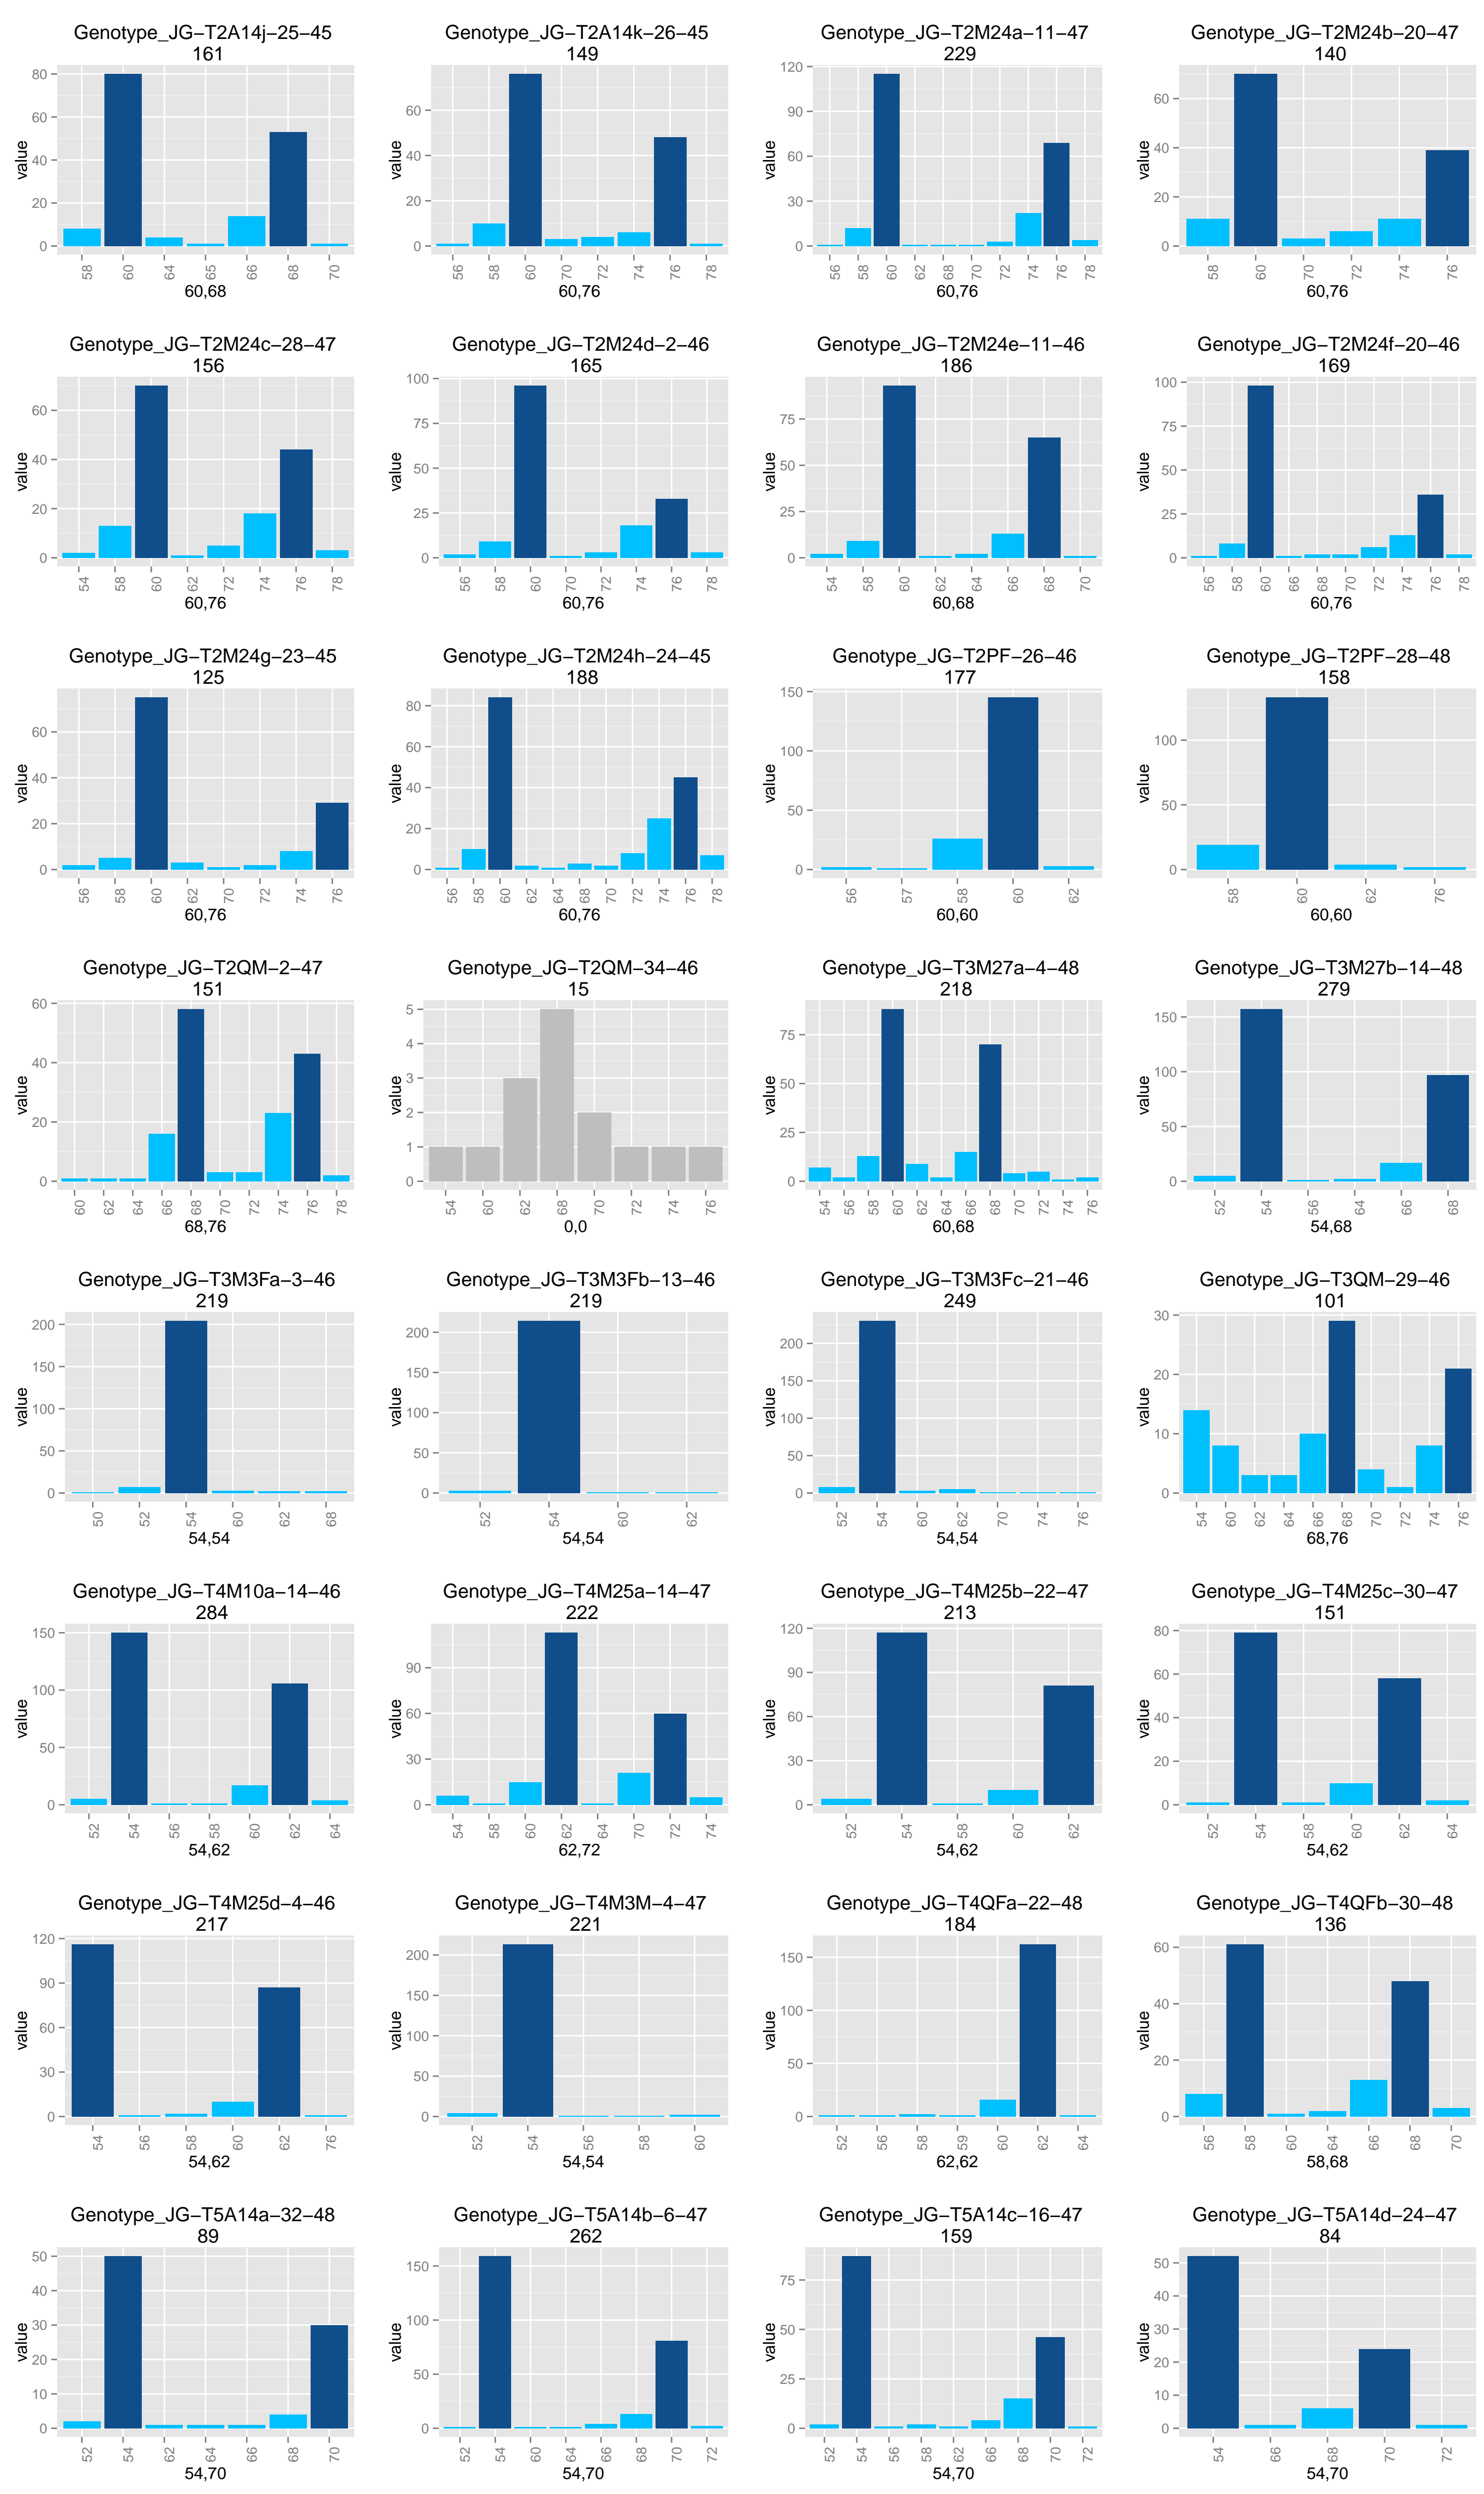 Genotype_JG−T2A14j−25−45
161
value
80
60
40
20
0
58 60 64 65 66 68 70
60,68
Genotype_JG−T2A14k−26−45
149
value
60
40
20
0
56 58 60 70 72 74 76 78
60,76
Genotype_JG−T2M24a−11−47
229
value
120
90
60
30
0
56 58 60 62 68 70 72 74 76 78
60,76
Genotype_JG−T2M24b−20−47
140
value
60
40
20
0
58 60 70 72 74 76
60,76
Genotype_JG−T2M24c−28−47
156
value
60
40
20
0
54 58 60 62 72 74 76 78
60,76
Genotype_JG−T2M24d−2−46
165
value
100
75
50
25
0
56 58 60 70 72 74 76 78
60,76
Genotype_JG−T2M24e−11−46
186
value
75
50
25
0
54 58 60 62 64 66 68 70
60,68
Genotype_JG−T2M24f−20−46
169
value
100
75
50
25
0
56 58 60 66 68 70 72 74 76 78
60,76
Genotype_JG−T2M24g−23−45
125
value
60
40
20
0
56 58 60 62 70 72 74 76
60,76
Genotype_JG−T2M24h−24−45
188
value
80
60
40
20
0
56 58 60 62 64 68 70 72 74 76 78
60,76
Genotype_JG−T2PF−26−46
177
value
150
100
50
0
56 57 58 60 62
60,60
Genotype_JG−T2PF−28−48
158
value
100
50
0
58 60 62 76
60,60
Genotype_JG−T2QM−2−47
151
value
60
40
20
0
60 62 64 66 68 70 72 74 76 78
68,76
Genotype_JG−T2QM−34−46
15
value
5
4
3
2
1
0
54 60 62 68 70 72 74 76
0,0
Genotype_JG−T3M27a−4−48
218
value
75
50
25
0
54 56 58 60 62 64 66 68 70 72 74 76
60,68
Genotype_JG−T3M27b−14−48
279
value
150
100
50
0
52 54 56 64 66 68
54,68
Genotype_JG−T3M3Fa−3−46
219
value
200
150
100
50
0
50 52 54 60 62 68
54,54
Genotype_JG−T3M3Fb−13−46
219
value
200
150
100
50
0
52 54 60 62
54,54
Genotype_JG−T3M3Fc−21−46
249
value
200
150
100
50
0
52 54 60 62 70 74 76
54,54
Genotype_JG−T3QM−29−46
101
value
30
20
10
0
54 60 62 64 66 68 70 72 74 76
68,76
Genotype_JG−T4M10a−14−46
284
value
150
100
50
0
52 54 56 58 60 62 64
54,62
Genotype_JG−T4M25a−14−47
222
value
90
60
30
0
54 58 60 62 64 70 72 74
62,72
Genotype_JG−T4M25b−22−47
213
value
120
90
60
30
0
52 54 58 60 62
54,62
Genotype_JG−T4M25c−30−47
151
value
80
60
40
20
0
52 54 58 60 62 64
54,62
Genotype_JG−T4M25d−4−46
217
value
120
90
60
30
0
54 56 58 60 62 76
54,62
Genotype_JG−T4M3M−4−47
221
value
200
150
100
50
0
52 54 56 58 60
54,54
Genotype_JG−T4QFa−22−48
184
value
150
100
50
0
52 56 58 59 60 62 64
62,62
Genotype_JG−T4QFb−30−48
136
value
60
40
20
0
56 58 60 64 66 68 70
58,68
Genotype_JG−T5A14a−32−48
89
value
50
40
30
20
10
0
52 54 62 64 66 68 70
54,70
Genotype_JG−T5A14b−6−47
262
value
150
100
50
0
52 54 60 64 66 68 70 72
54,70
Genotype_JG−T5A14c−16−47
159
value
75
50
25
0
52 54 56 58 62 66 68 70 72
54,70
Genotype_JG−T5A14d−24−47
84
value
50
40
30
20
10
0
54 66 68 70 72
54,70